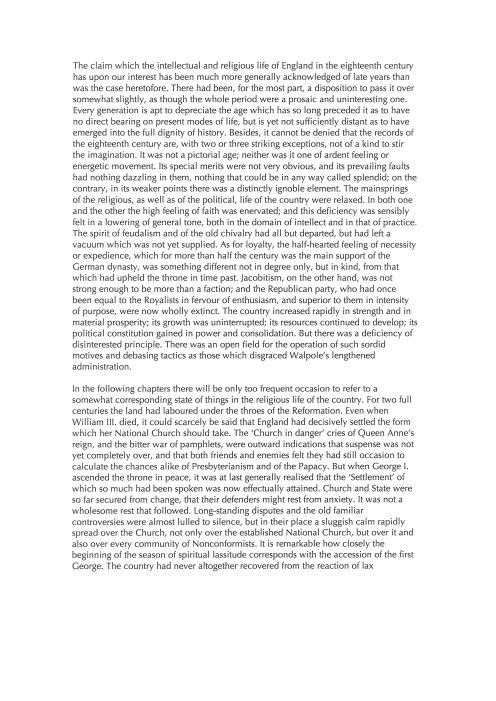 The claim which the intellectual and religious life of England in the eighteenth century
has upon our interest has been much more generally acknowledged of late years than
was the case heretofore. There had been, for the most part, a disposition to pass it over
somewhat slightly, as though the whole period were a prosaic and uninteresting one.
Every generation is apt to depreciate the age which has so long preceded it as to have
no direct bearing on present modes of life, but is yet not sufficiently distant as to have
emerged into the full dignity of history. Besides, it cannot be denied that the records of
the eighteenth century are, with two or three striking exceptions, not of a kind to stir
the imagination. It was not a pictorial age; neither was it one of ardent feeling or
energetic movement. Its special merits were not very obvious, and its prevailing faults
had nothing dazzling in them, nothing that could be in any way called splendid; on the
contrary, in its weaker points there was a distinctly ignoble element. The mainsprings
of the religious, as well as of the political, life of the country were relaxed. In both one
and the other the high feeling of faith was enervated; and this deficiency was sensibly
felt in a lowering of general tone, both in the domain of intellect and in that of practice.
The spirit of feudalism and of the old chivalry had all but departed, but had left a
vacuum which was not yet supplied. As for loyalty, the half-hearted feeling of necessity
or expedience, which for more than half the century was the main support of the
German dynasty, was something different not in degree only, but in kind, from that
which had upheld the throne in time past. Jacobitism, on the other hand, was not
strong enough to be more than a faction; and the Republican party, who had once
been equal to the Royalists in fervour of enthusiasm, and superior to them in intensity
of purpose, were now wholly extinct. The country increased rapidly in strength and in
material prosperity; its growth was uninterrupted; its resources continued to develop; its
political constitution gained in power and consolidation. But there was a deficiency of
disinterested principle. There was an open field for the operation of such sordid
motives and debasing tactics as those which disgraced Walpole's lengthened
administration.

In the following chapters there will be only too frequent occasion to refer to a
somewhat corresponding state of things in the religious life of the country. For two full
centuries the land had laboured under the throes of the Reformation. Even when
William III. died, it could scarcely be said that England had decisively settled the form
which her National Church should take. The 'Church in danger' cries of Queen Anne's
reign, and the bitter war of pamphlets, were outward indications that suspense was not
yet completely over, and that both friends and enemies felt they had still occasion to
calculate the chances alike of Presbyterianism and of the Papacy. But when George I.
ascended the throne in peace, it was at last generally realised that the 'Settlement' of
which so much had been spoken was now effectually attained. Church and State were
so far secured from change, that their defenders might rest from anxiety. It was not a
wholesome rest that followed. Long-standing disputes and the old familiar
controversies were almost lulled to silence, but in their place a sluggish calm rapidly
spread over the Church, not only over the established National Church, but over it and
also over every community of Nonconformists. It is remarkable how closely the
beginning of the season of spiritual lassitude corresponds with the accession of the first
George. The country had never altogether recovered from the reaction of lax